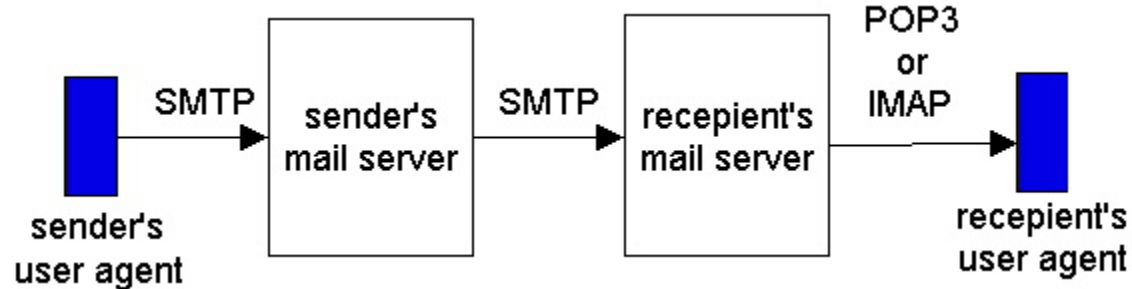 SMTP
sender's
mail server
SMTP
recepient's
mail server
POP3
or
IMAP
sender's
user agent
recepient's
user agent